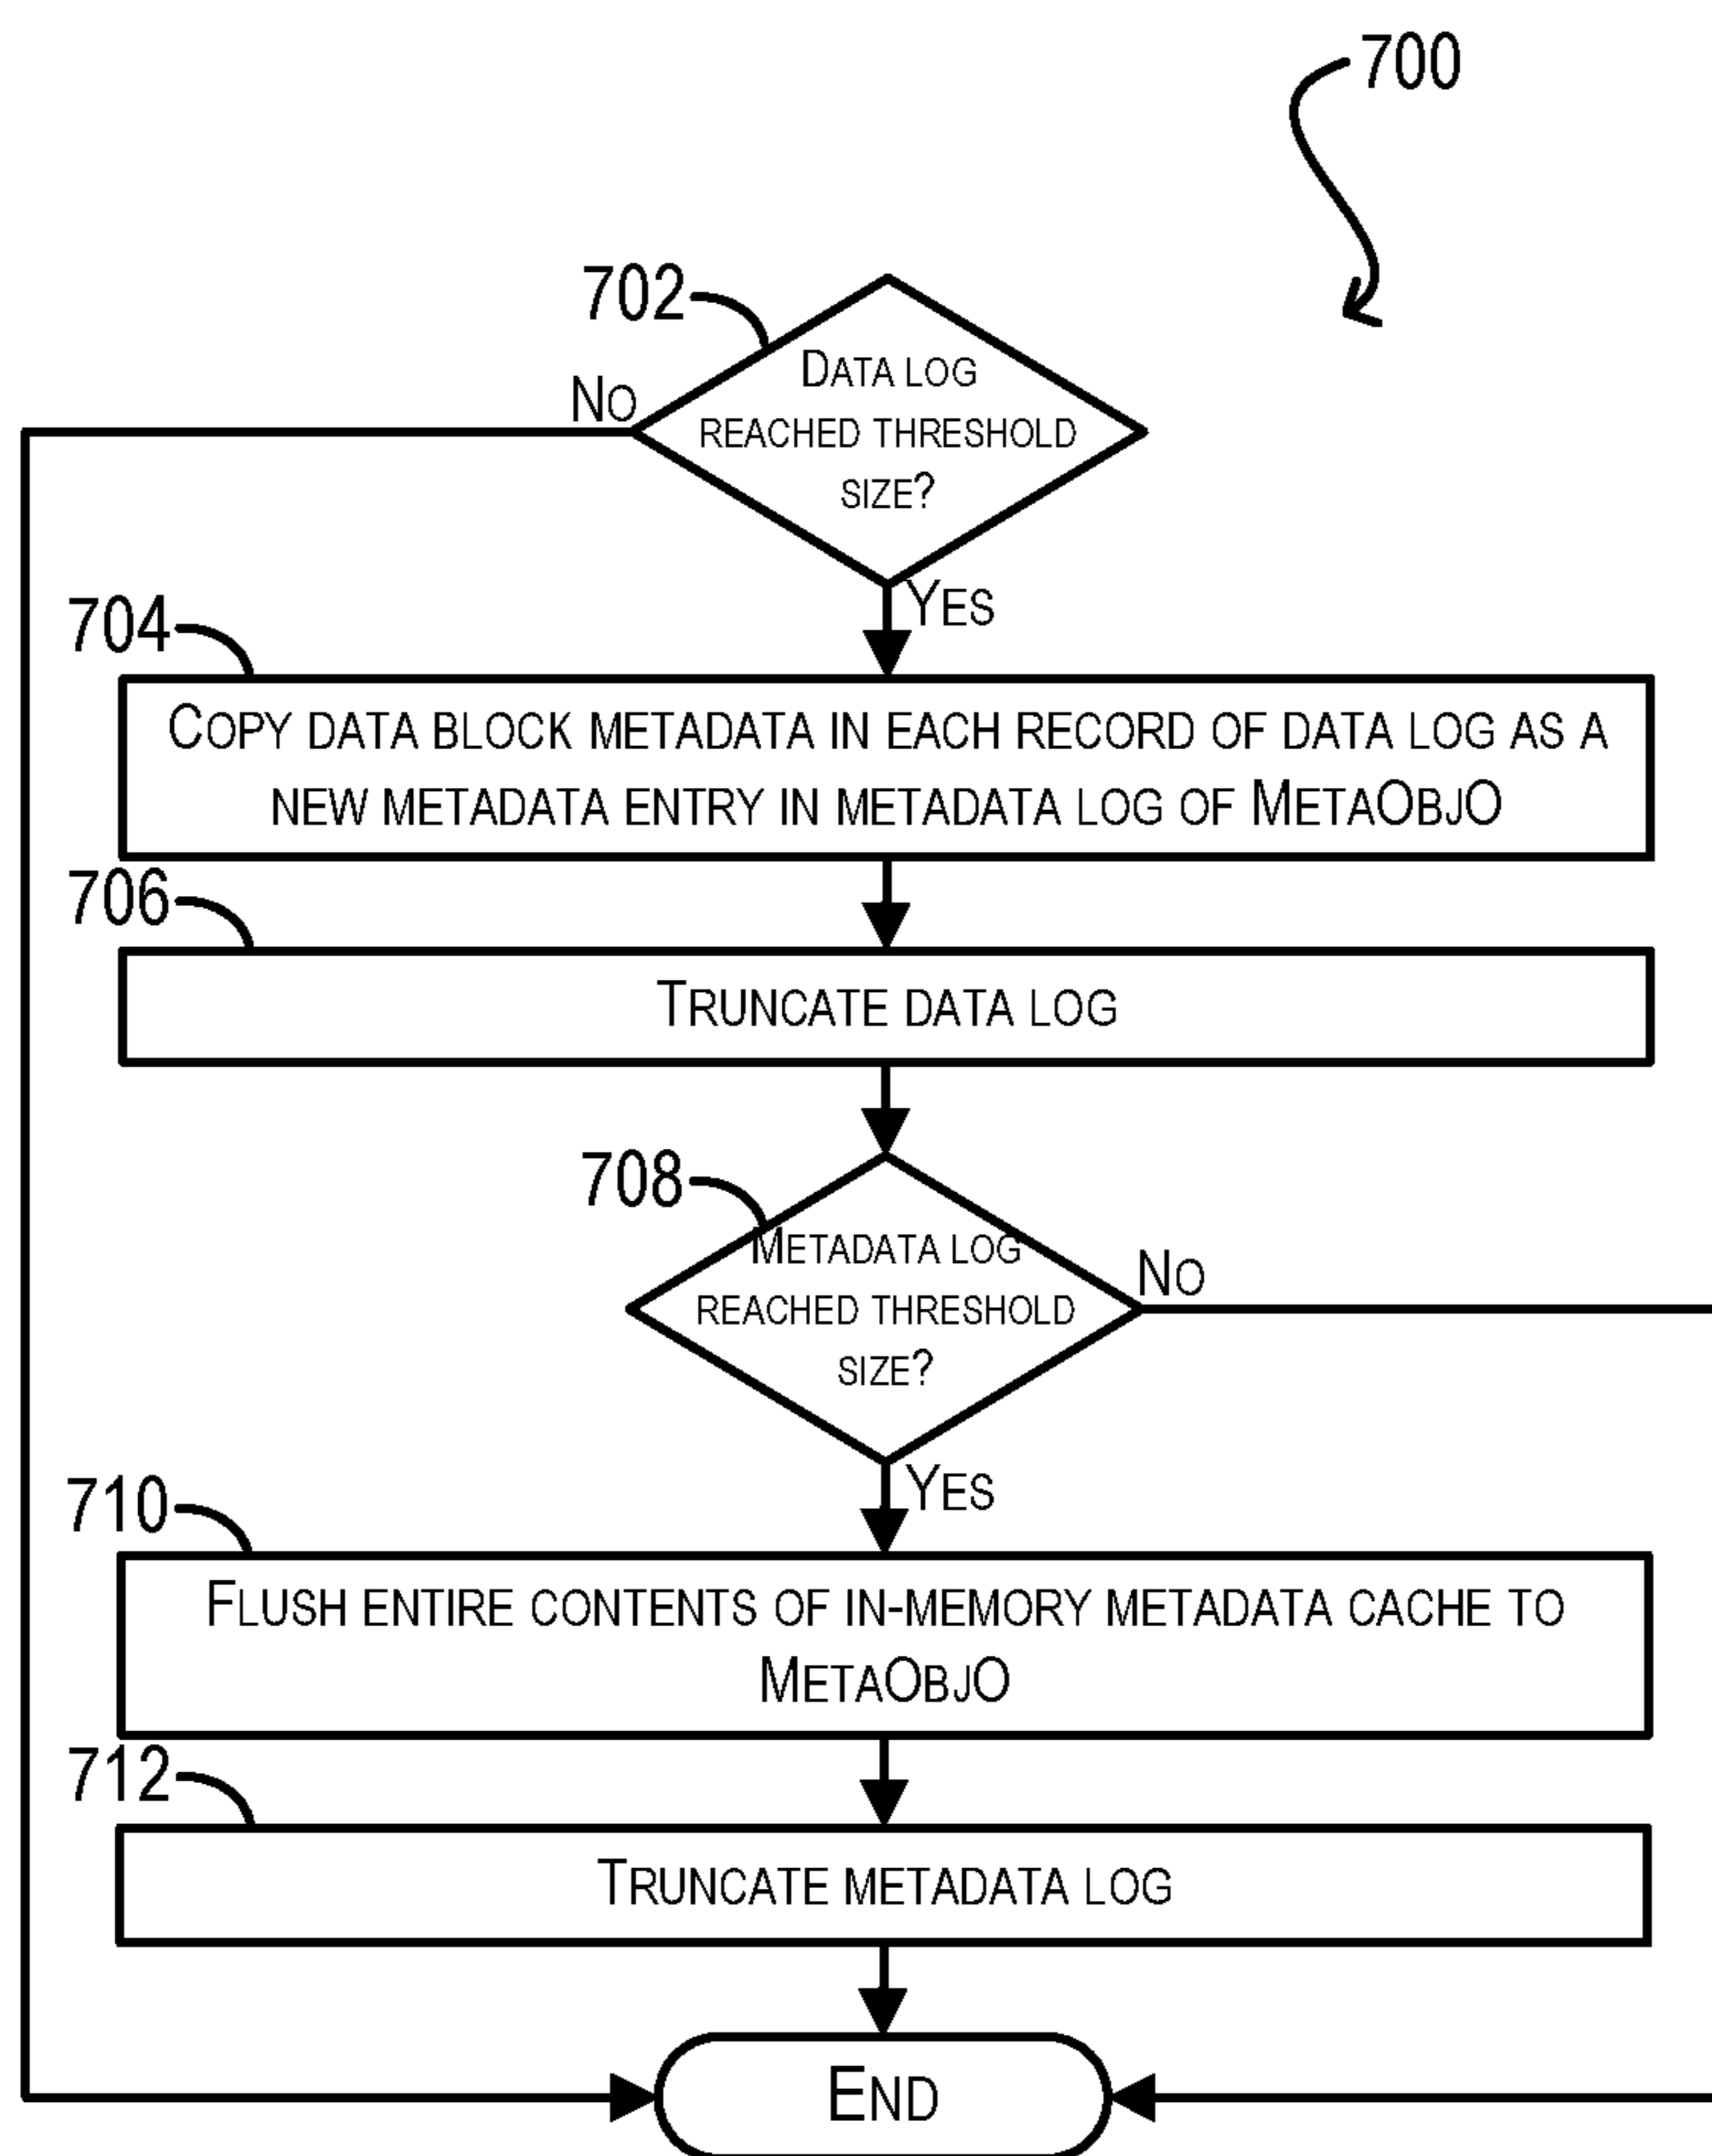 700
702
Data log
reached threshold
size?
No
Yes
704
Copy data block metadata in each record of data log as a
new metadata entry in metadata log of MetaObjO
706
Truncate data log
708
Metadata log
reached threshold
size?
No
Yes
710
Flush entire contents of in-memory metadata cache to
MetaObjO
712
Truncate metadata log
End